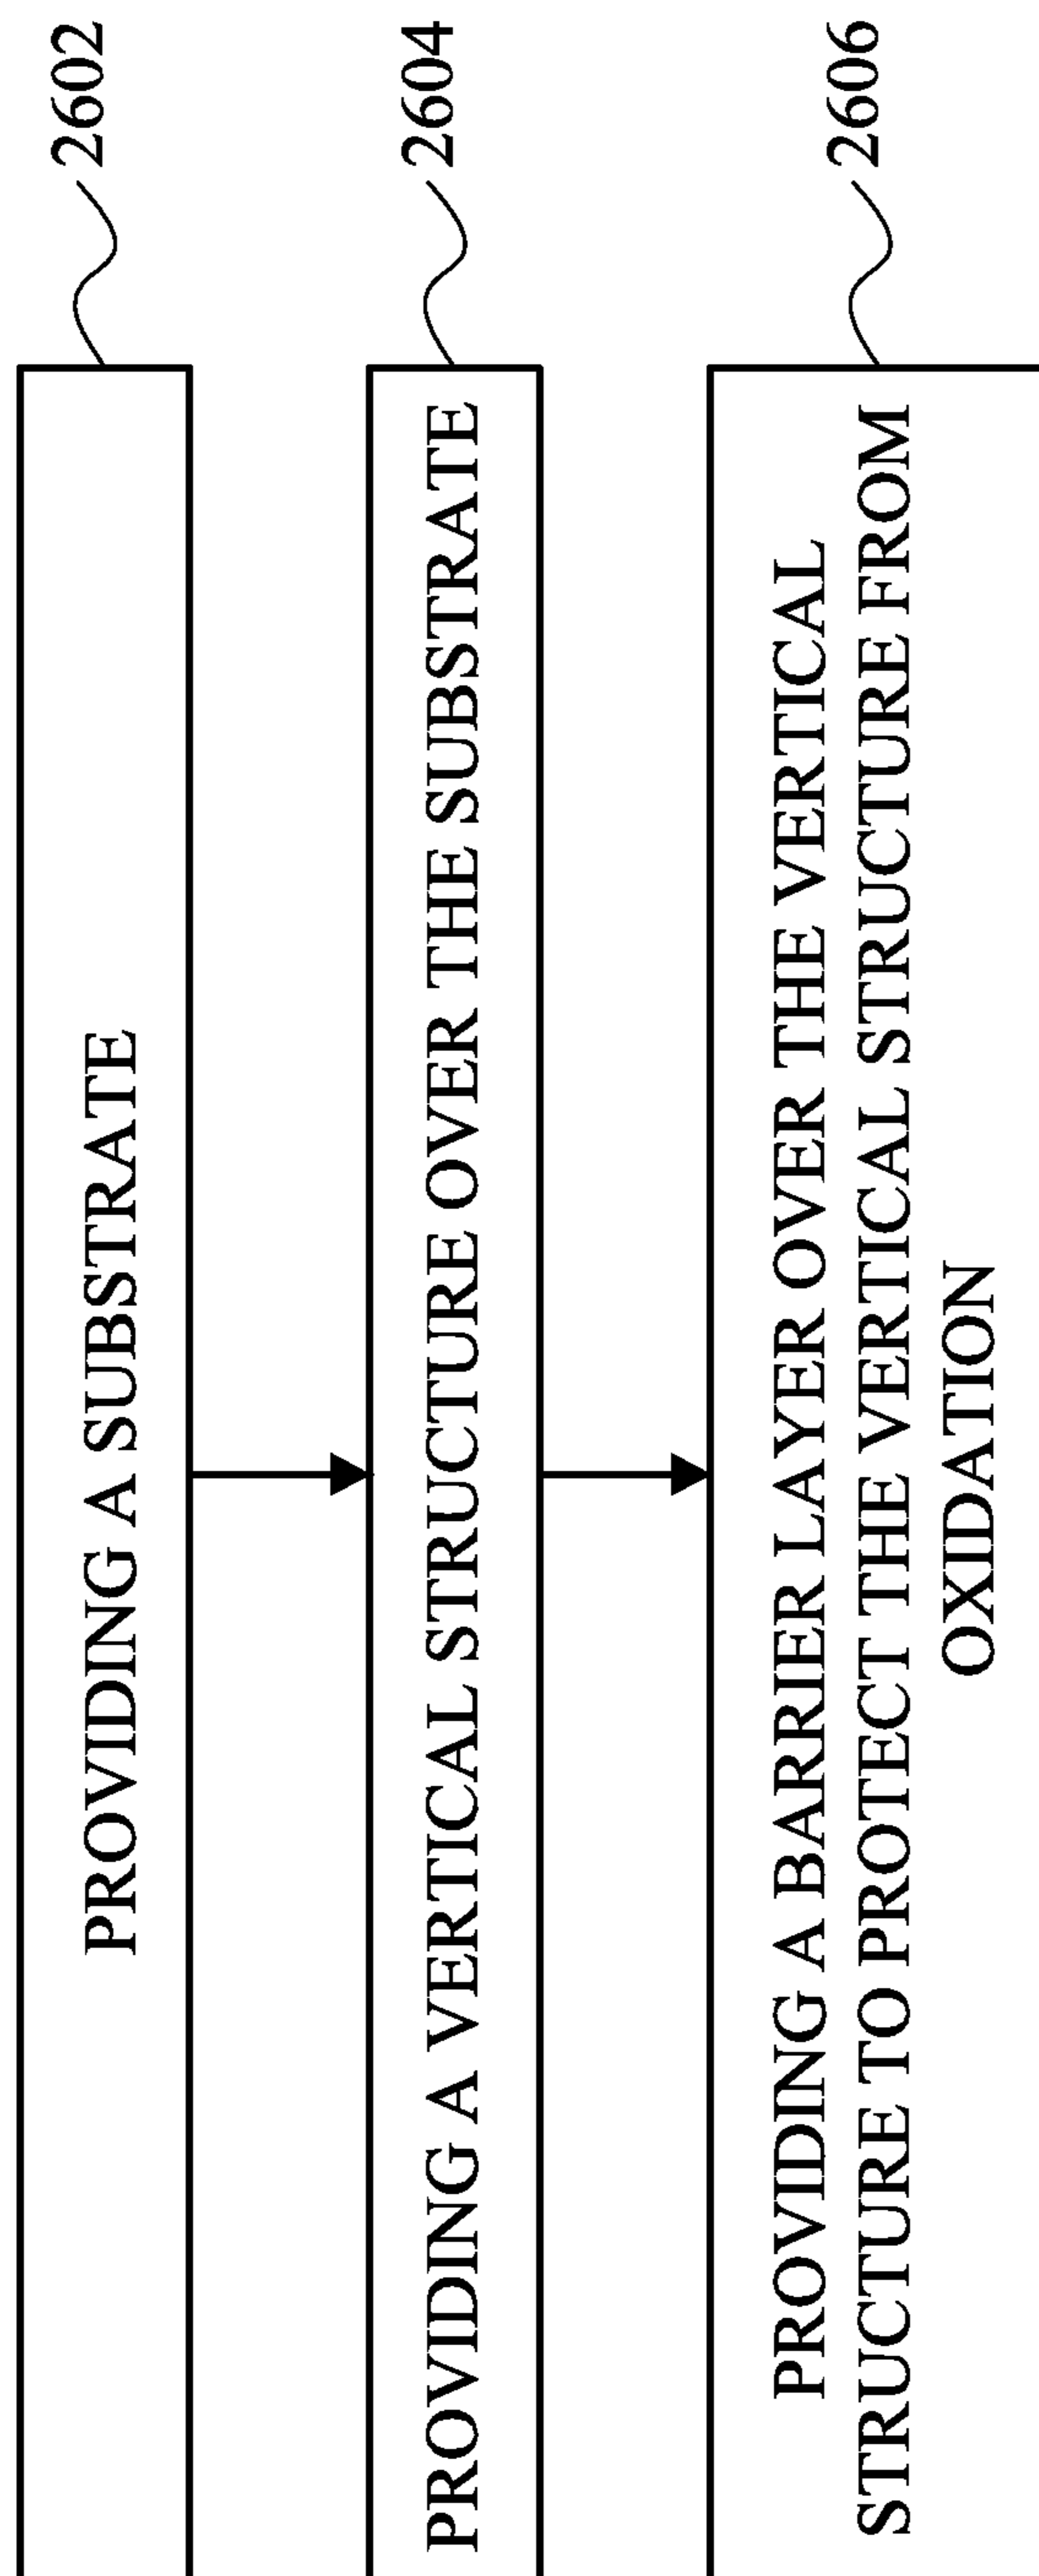 PROVIDING A SUBSTRATE
2602
PROVIDING A VERTICAL STRUCTURE OVER THE SUBSTRATE
2604
PROVIDING A BARRIER LAYER OVER THE VERTICAL
STRUCTURE TO PROTECT THE VERTICAL STRUCTURE FROM
OXIDATION
2606